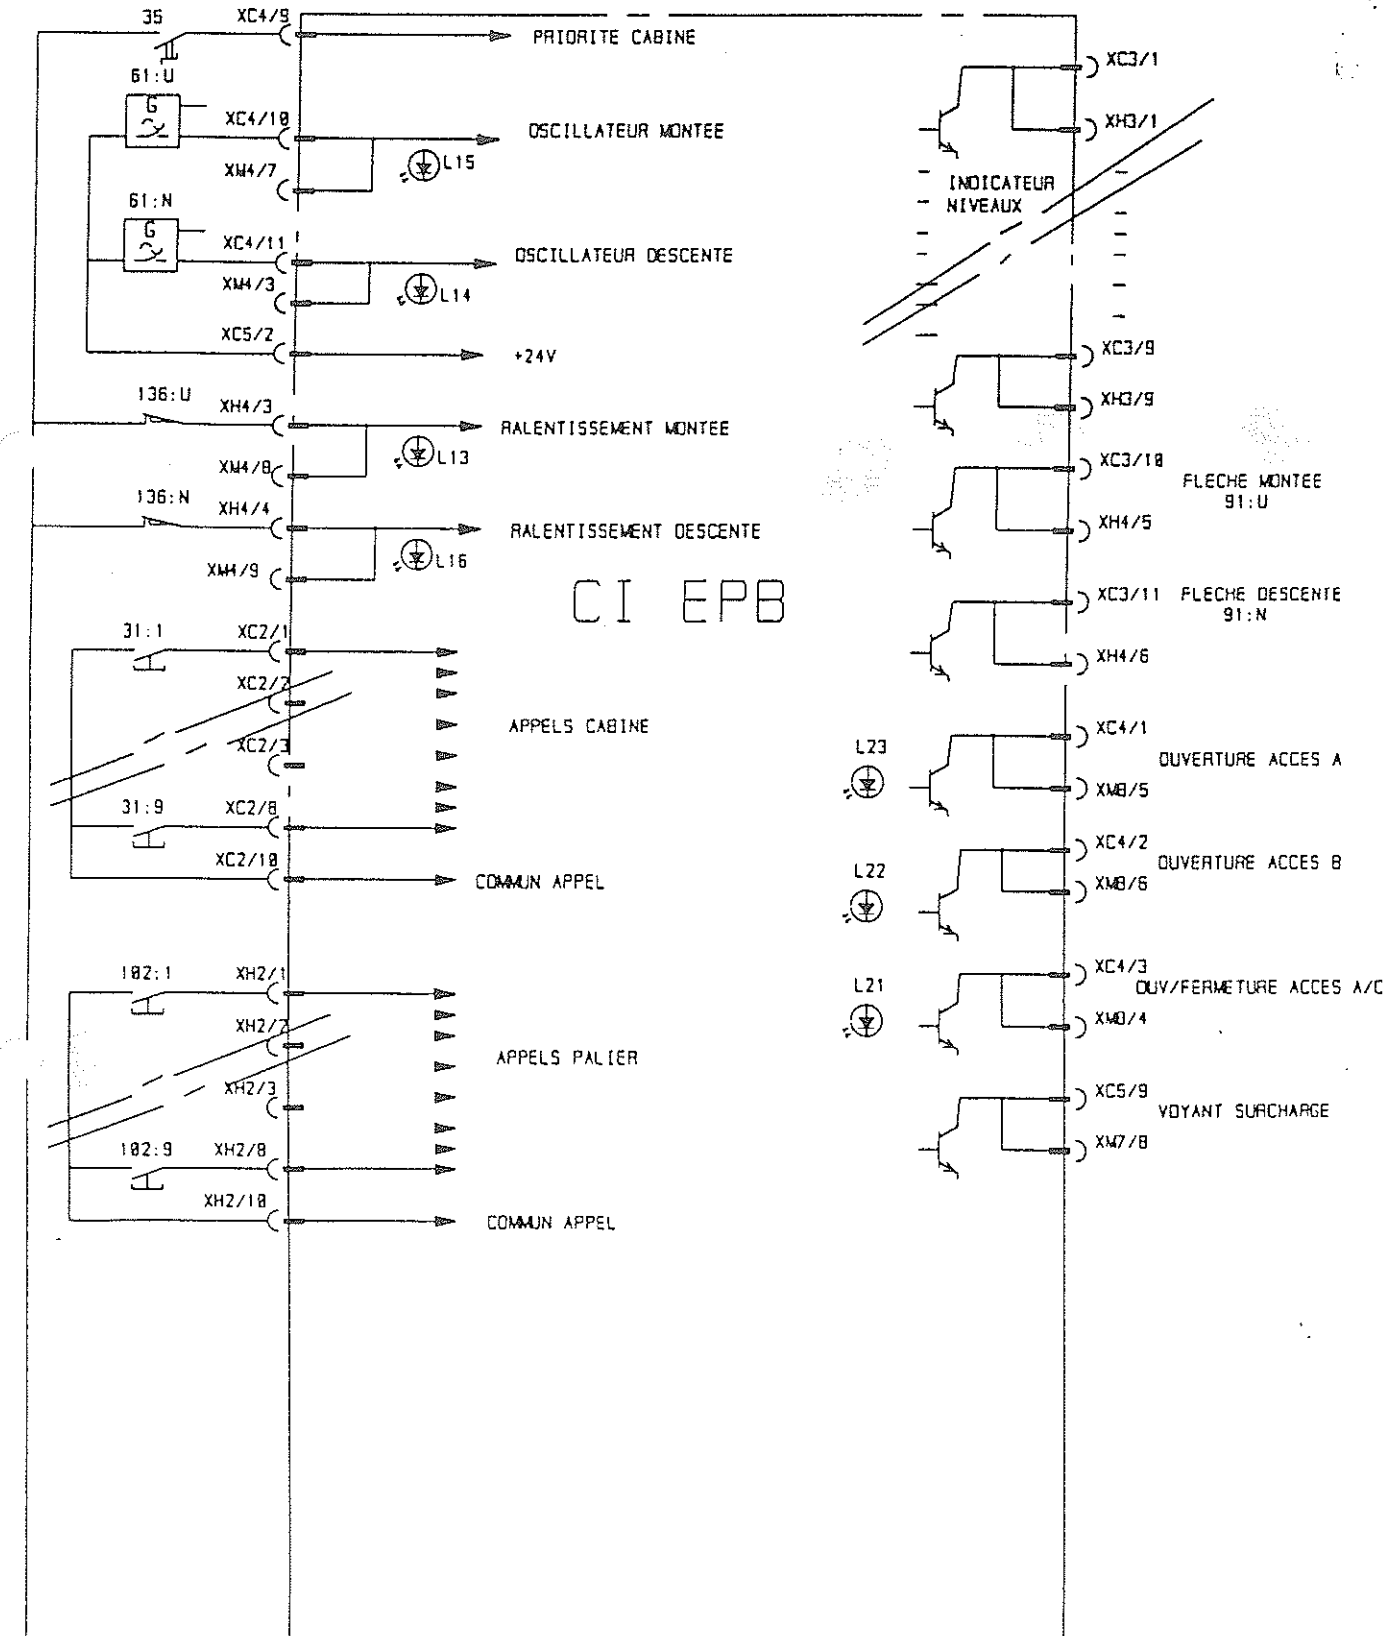 35
XC4/9
PRIORITE CABINE
61:U
G
XC4/10
OSCILLATEUR MONTEE
XM4/7
L15
61:N
G
XC4/11
OSCILLATEUR DESCENTE
XM4/3
L14
XC5/2
+24V
136:U
XH4/3
RALENTISSEMENT MONTEE
XM4/8
L13
136:N
XH4/4
RALENTISSEMENT DESCENTE
XM4/9
L16
CI EPB
31:1
XC2/1
XC2/2
APPELS CABINE
XC2/3
31:9
XC2/8
XC2/10
COMMUN APPEL
102:1
XH2/1
XH2/2
APPELS PALIER
XH2/3
102:9
XH2/8
XH2/10
COMMUN APPEL
XC3/1
XH3/1
INDICATEUR
NIVEAUX
XC3/9
XH3/9
XC3/10
FLECHE MONTEE
91:U
XH4/5
XC3/11
FLECHE DESCENTE
91:N
XH4/6
L23
XC4/1
OUVERTURE ACCES A
XM8/5
L22
XC4/2
OUVERTURE ACCES B
XM8/6
L21
XC4/3
OUV/FERMETURE ACCES A/C
XM8/4
XC5/9
VOYANT SURCHARGE
XM7/8